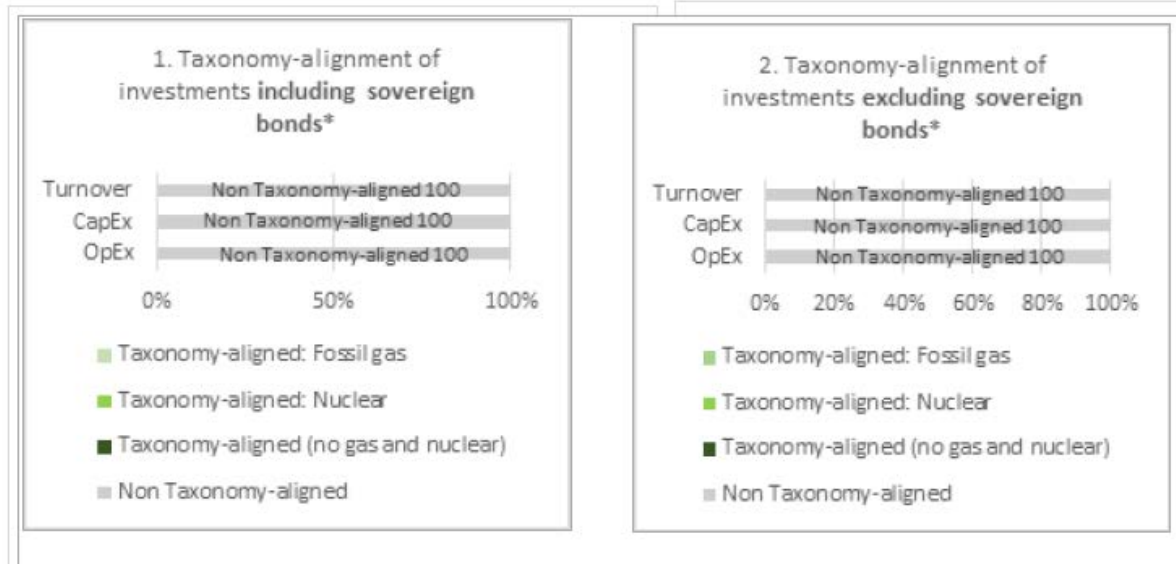 1. Taxonomy-alignment of
investments including sovereign
bonds*
Turnover
Non Taxonomy-aligned 100
CapEx
Non Taxonomy-aligned 100
OpEx
Non Taxonomy-aligned 100
0% 50% 100%
Taxonomy-aligned: Fossil gas
Taxonomy-aligned: Nuclear
Taxonomy-aligned (no gas and nuclear)
Non Taxonomy-aligned
2. Taxonomy-alignment of
investments excluding sovereign
bonds*
Turnover
Non Taxonomy-aligned 100
CapEx
Non Taxonomy-aligned 100
OpEx
Non Taxonomy-aligned 100
0% 20% 40% 60% 80% 100%
Taxonomy-aligned: Fossil gas
Taxonomy-aligned: Nuclear
Taxonomy-aligned (no gas and nuclear)
Non Taxonomy-aligned